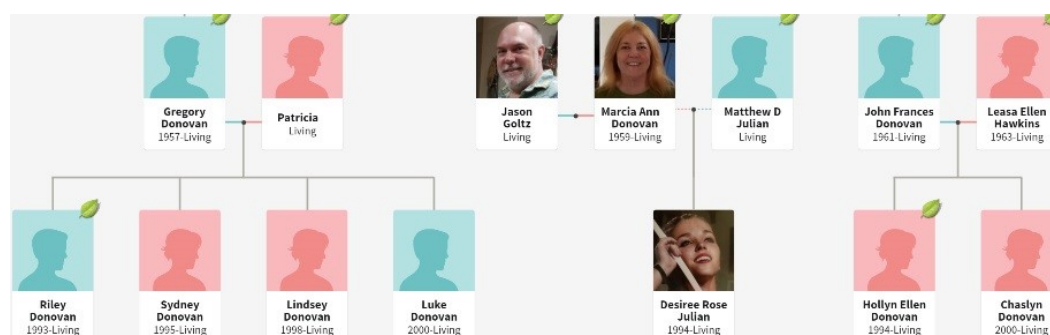 Gregory
Donovan
1957-Living
Patricia
Living
Jason
Goltz
Living
Marcia Ann
Donovan
1959-Living
Matthew D
Julian
Living
John Frances
Donovan
1961-Living
Leasa Ellen
Hawkins
1963-Living
Riley
Donovan
1993-Living
Sydney
Donovan
1995-Living
Lindsey
Donovan
1998-Living
Luke
Donovan
2000-Living
Desiree Rose
Julian
1994-Living
Hollyn Ellen
Donovan
1994-Living
Chaslyn
Donovan
2000-Living